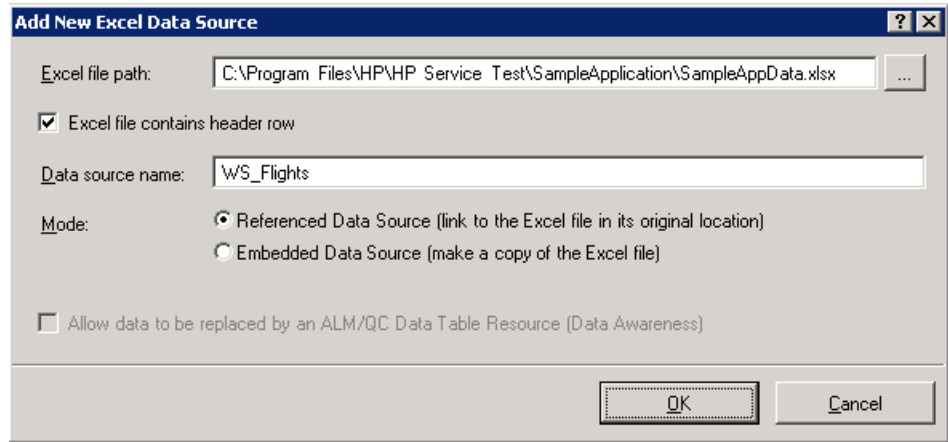 Add New Excel Data Source
Excel file path: C:\Program Files\HP\HP Service Test\SampleApplication\SampleAppData.xlsx ...
Excel file contains header row
Data source name: WS_Flights
Mode: Referenced Data Source (link to the Excel file in its original location)
Embedded Data Source (make a copy of the Excel file)
Allow data to be replaced by an ALM/QC Data Table Resource (Data Awareness)
OK Cancel